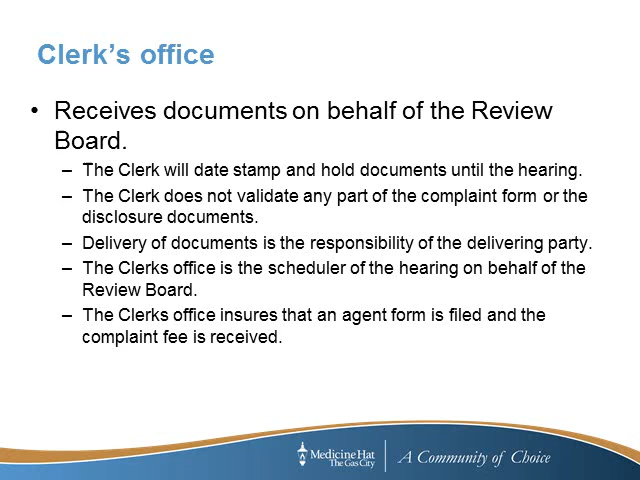 Clerk's office
• Receives documents on behalf of the Review
Board.
– The Clerk will date stamp and hold documents until the hearing.
– The Clerk does not validate any part of the complaint form or the
disclosure documents.
– Delivery of documents is the responsibility of the delivering party.
– The Clerks office is the scheduler of the hearing on behalf of the
Review Board.
– The Clerks office insures that an agent form is filed and the
complaint fee is received.
Medicine Hat
The Gas City
A Community of Choice